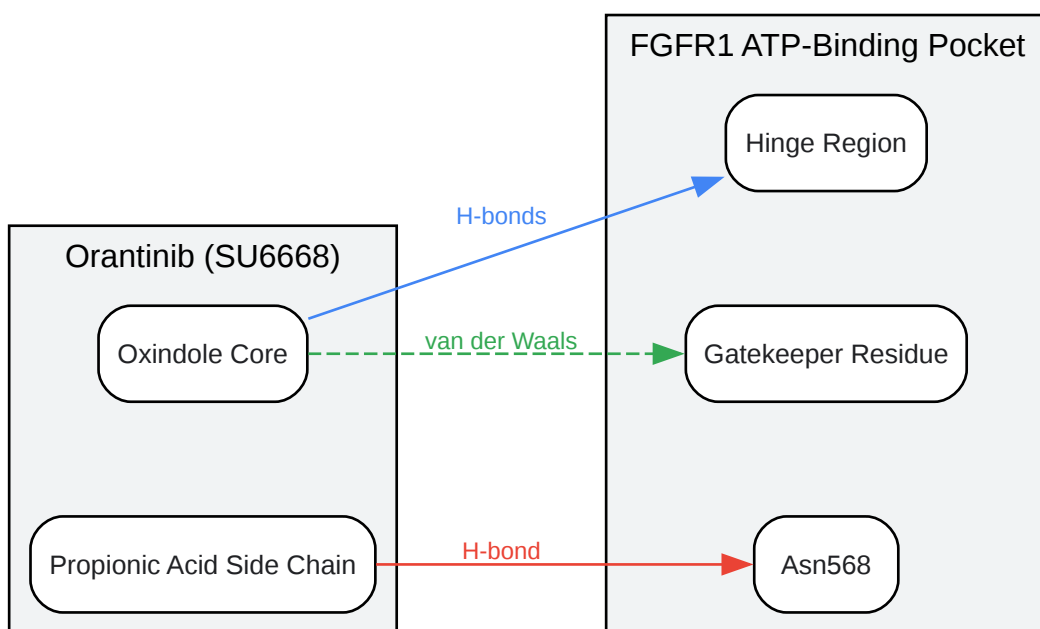 FGFR1 ATP-Binding Pocket
Hinge Region
H-bonds
Orantinib (SU6668)
Oxindole Core
van der Waals
Gatekeeper Residue
Propionic Acid Side Chain
H-bond
Asn568